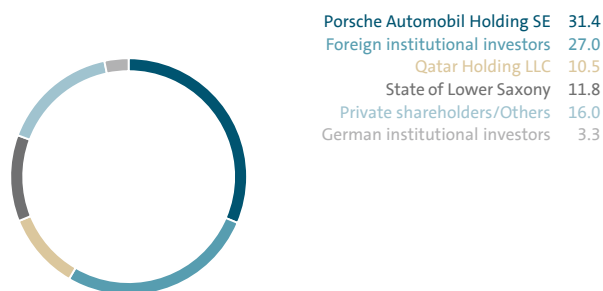 Porsche Automobil Holding SE 31.4
Foreign institutional investors 27.0
Qatar Holding LLC 10.5
State of Lower Saxony 11.8
Private shareholders/Others 16.0
German institutional investors 3.3